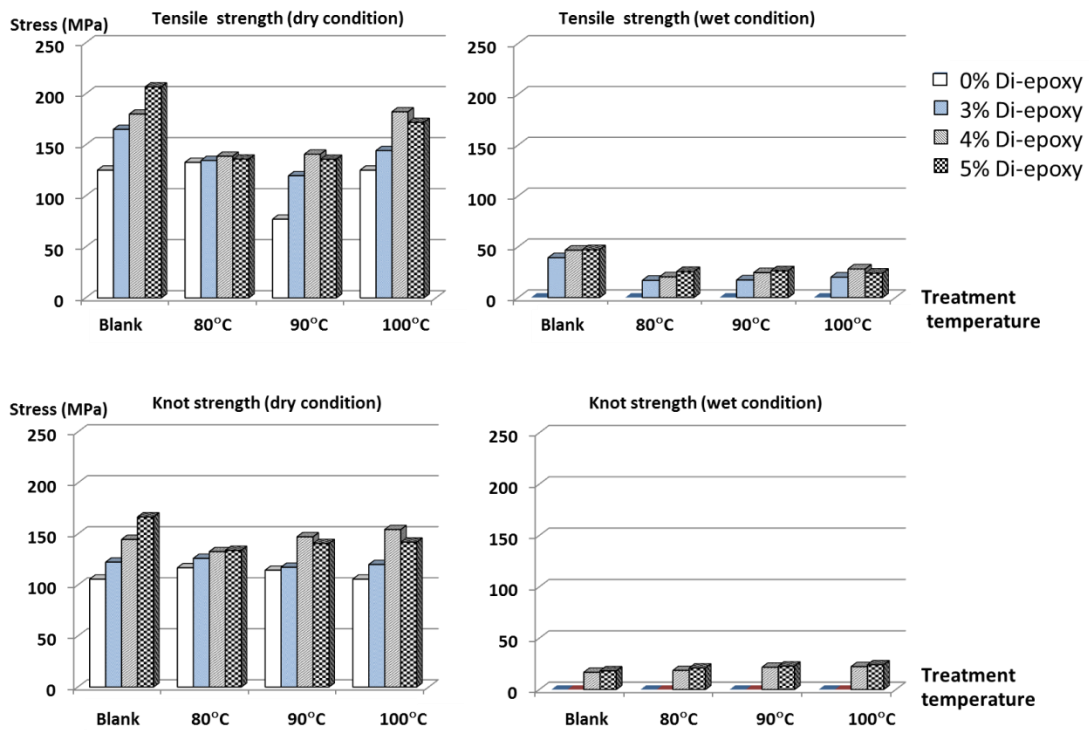 Stress (MPa)
Tensile strength (dry condition)
250
200
150
100
50
0
Blank 80°C 90°C 100°C
Tensile strength (wet condition)
250
200
150
100
50
0
Blank 80°C 90°C 100°C
0% Di-epoxy
3% Di-epoxy
4% Di-epoxy
5% Di-epoxy
Treatment
temperature
Stress (MPa)
Knot strength (dry condition)
250
200
150
100
50
0
Blank 80°C 90°C 100°C
Knot strength (wet condition)
250
200
150
100
50
0
Blank 80°C 90°C 100°C
Treatment
temperature